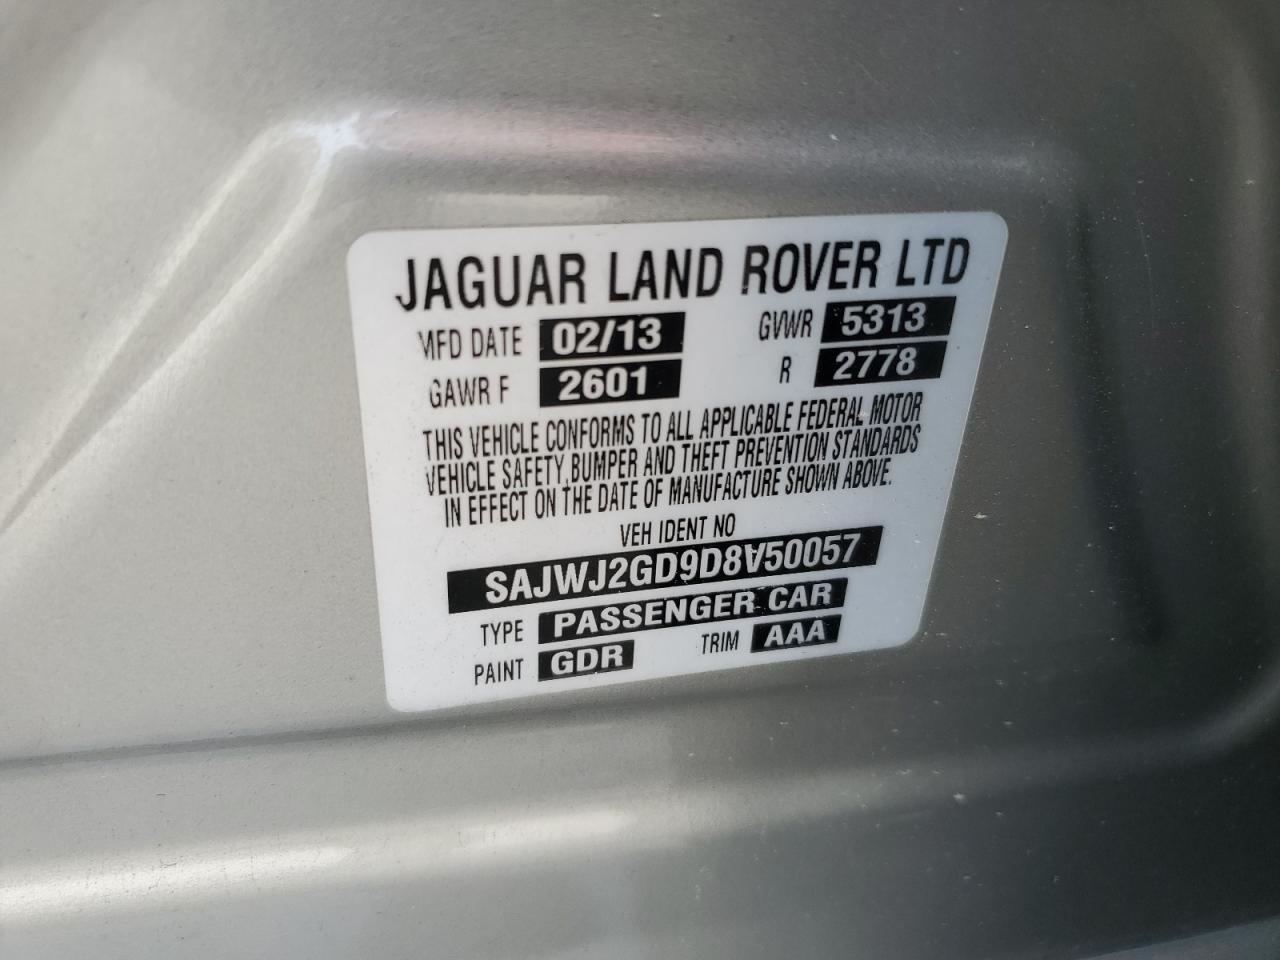 JAGUAR LAND ROVER LTD
MFD DATE 02/13 GVWR 5313
GAWR F 2601 R 2778
THIS VEHICLE CONFORMS TO ALL APPLICABLE FEDERAL MOTOR
VEHICLE SAFETY, BUMPER AND THEFT PREVENTION STANDARDS
IN EFFECT ON THE DATE OF MANUFACTURE SHOWN ABOVE.
VEH IDENT NO
SAJWJ2GD9D8V50057
TYPE PASSENGER CAR
PAINT GDR TRIM AAA